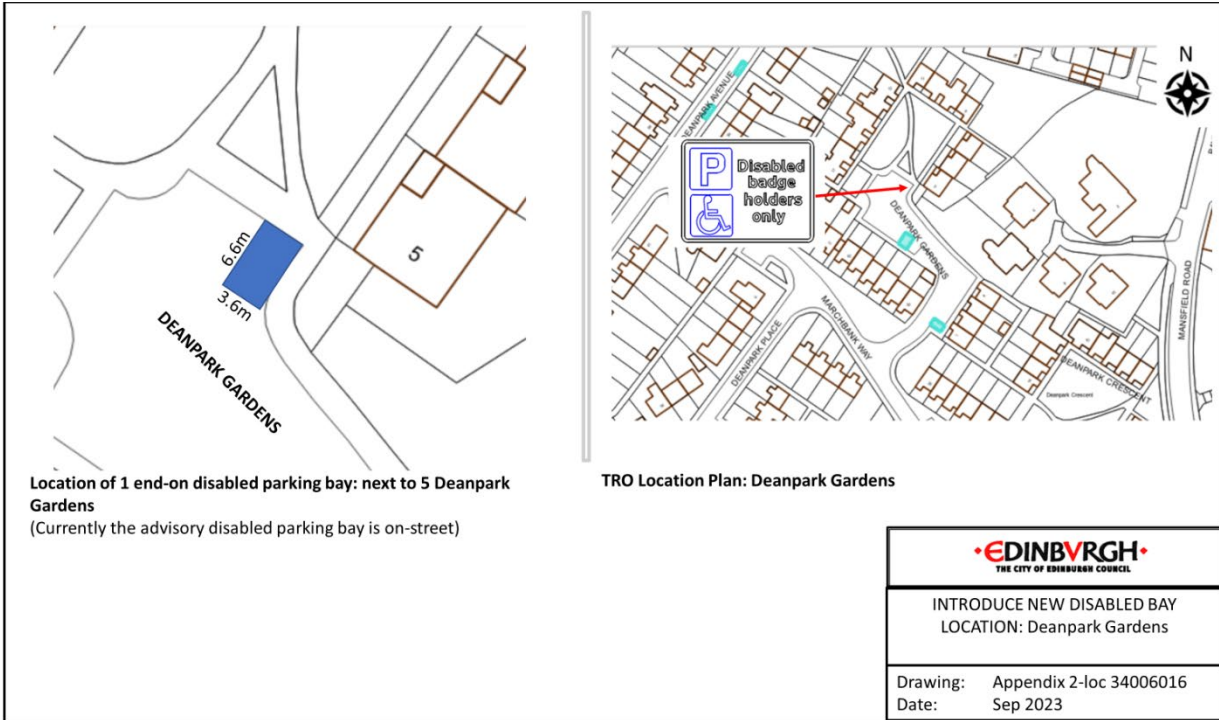 5
6.6m
3.6m
DEANPARK GARDENS
Location of 1 end-on disabled parking bay: next to 5 Deanpark
Gardens
(Currently the advisory disabled parking bay is on-street)
N
DEANPARK AVENUE
P Disabled
badge
holders
only
DEANPARK GARDENS
MARCHBANK WAY
DEANPARK PLACE
MANSFIELD ROAD
DEANPARK CRESCENT
Deanpark Crescent
TRO Location Plan: Deanpark Gardens
EDINBVRGH
THE CITY OF EDINBURGH COUNCIL
INTRODUCE NEW DISABLED BAY
LOCATION: Deanpark Gardens
Drawing: Appendix 2-loc 34006016
Date: Sep 2023